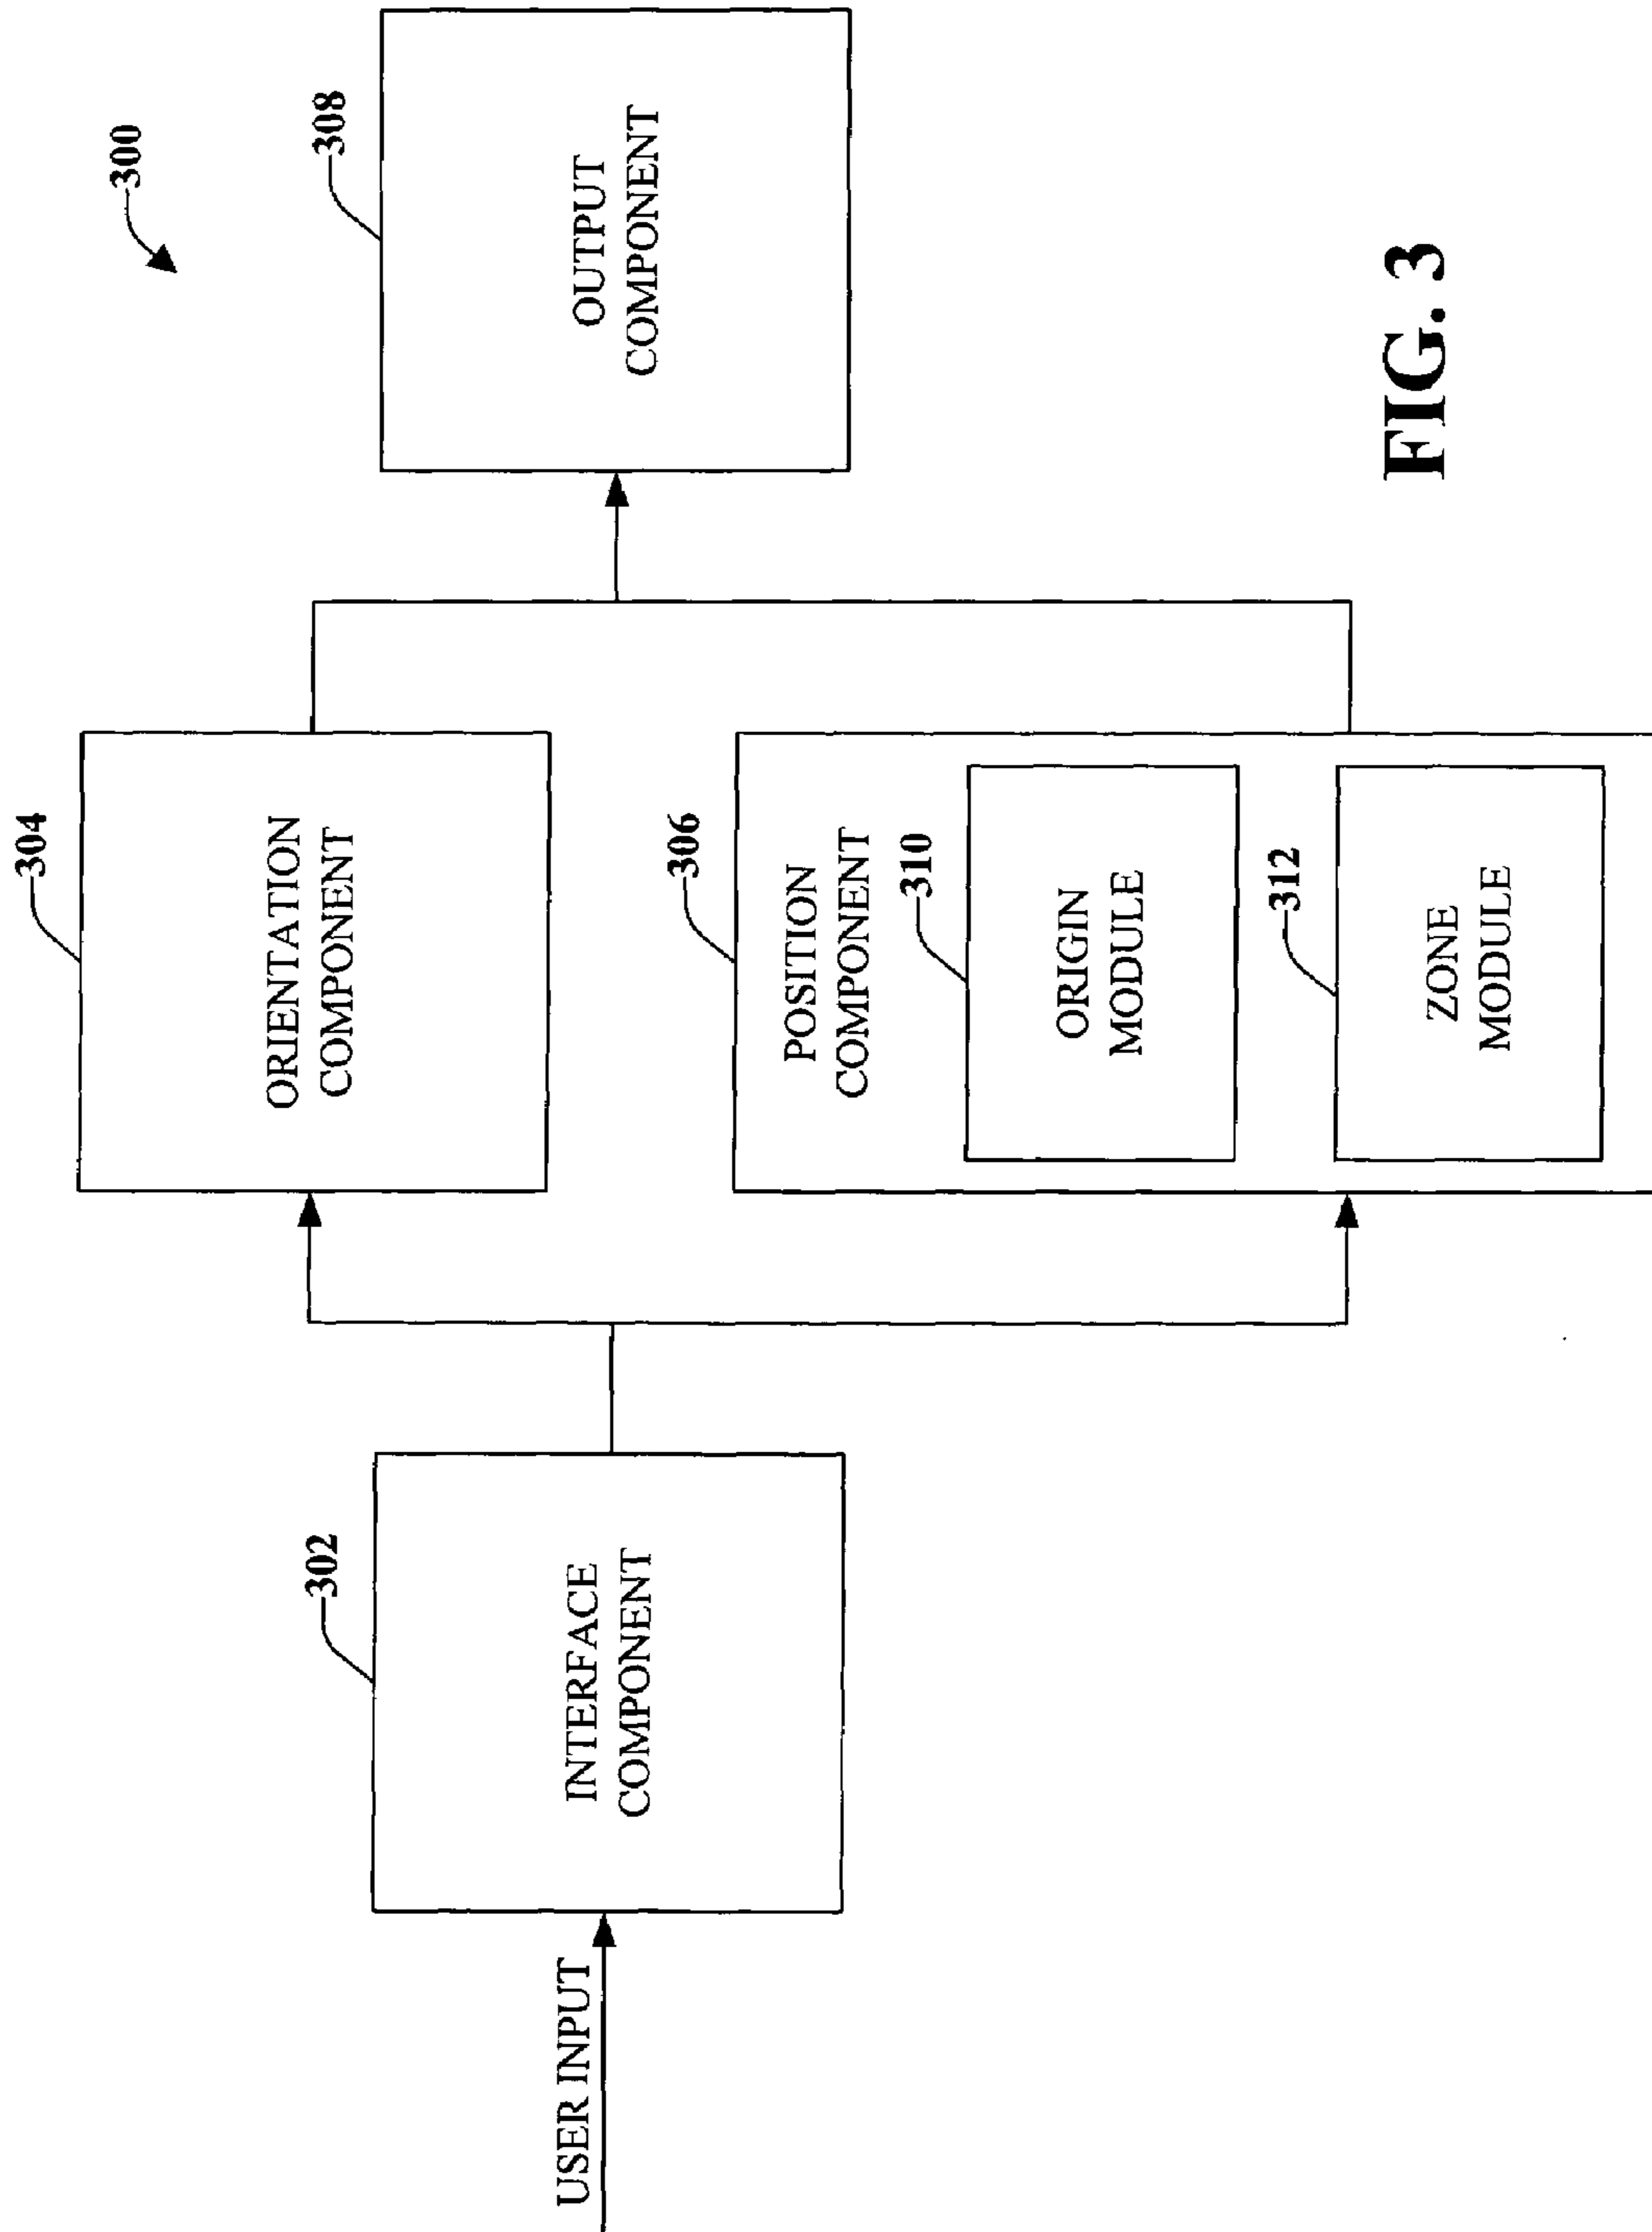 300
USER INPUT
302
INTERFACE
COMPONENT
304
ORIENTATION
COMPONENT
306
POSITION
COMPONENT
310
ORIGIN
MODULE
312
ZONE
MODULE
308
OUTPUT
COMPONENT
FIG. 3